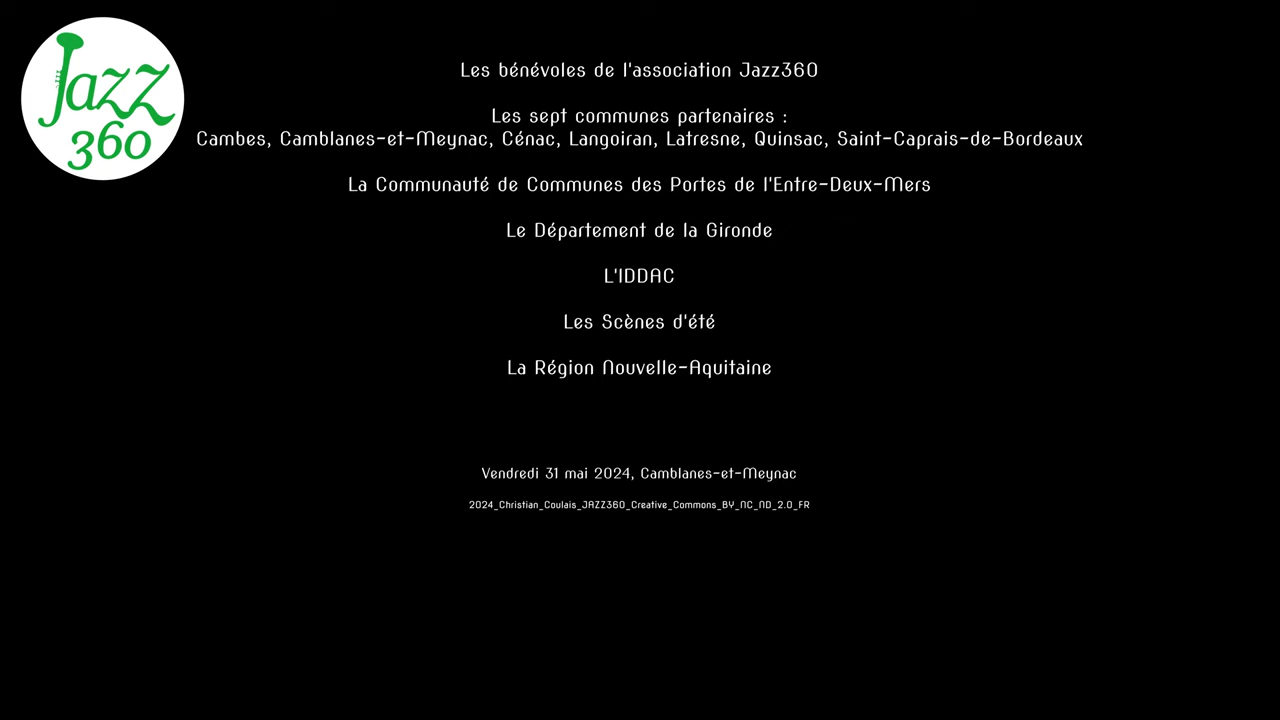 Jazz
360
Les bénévoles de l'association Jazz360
Les sept communes partenaires :
Cambes, Camblanes-et-Meynac, Cénac, Langoiran, Latresne, Quinsac, Saint-Caprais-de-Bordeaux
La Communauté de Communes des Portes de l'Entre-Deux-Mers
Le Département de la Gironde
L'IDDAC
Les Scènes d'été
La Région Nouvelle-Aquitaine
Vendredi 31 mai 2024, Camblanes-et-Meynac
2024_Christian_Coulais_JAZZ360_Creative_Commons_BY_NC_ND_2.0_FR